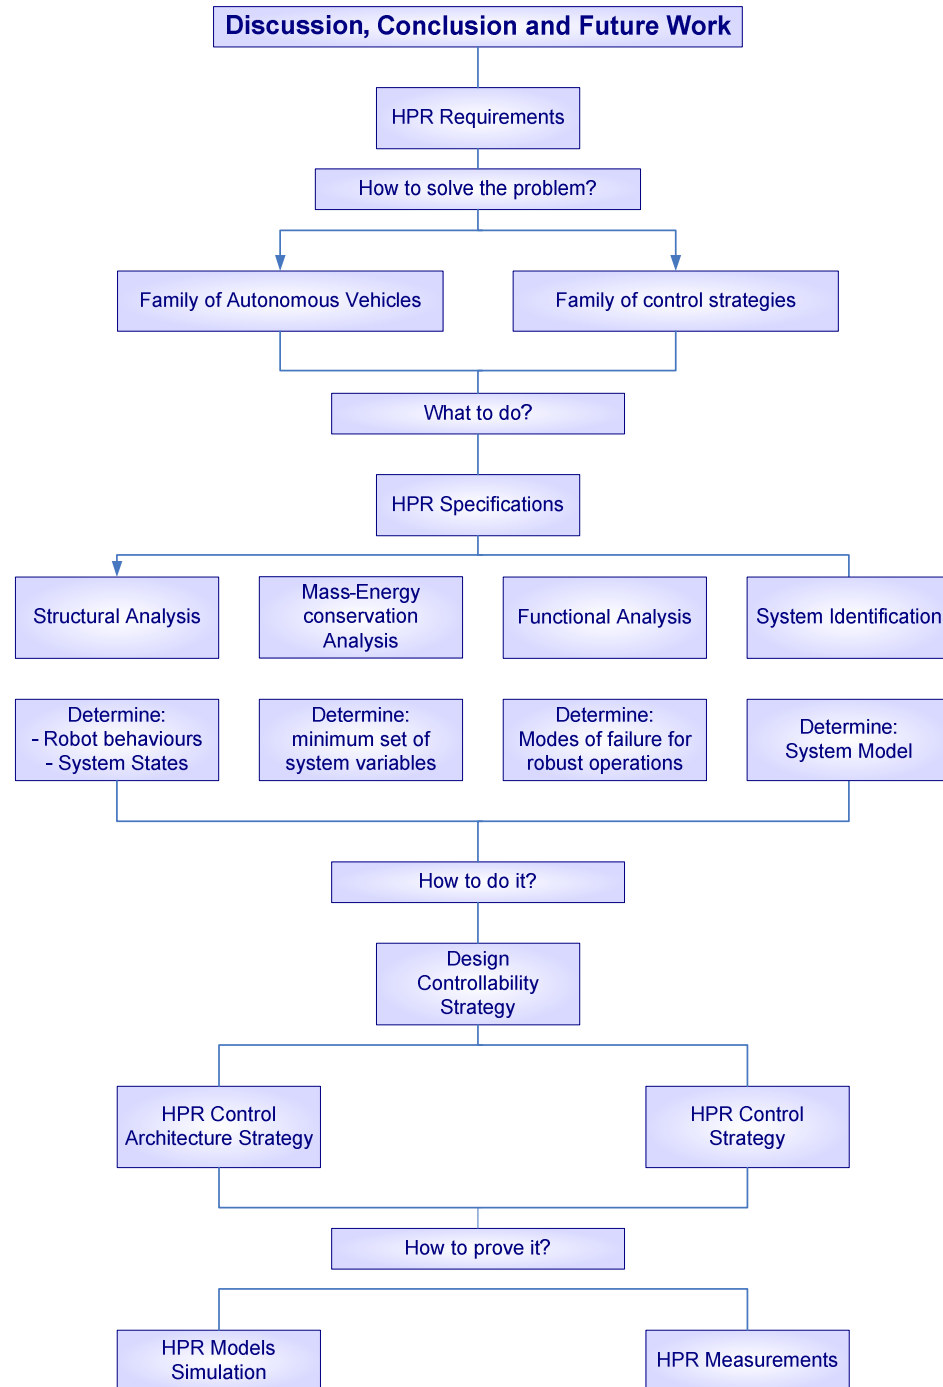 Discussion, Conclusion and Future Work
HPR Requirements
How to solve the problem?
Family of Autonomous Vehicles
Family of control strategies
What to do?
HPR Specifications
Structural Analysis
Mass-Energy
conservation
Analysis
Functional Analysis
System Identification
Determine:
- Robot behaviours
- System States
Determine:
minimum set of
system variables
Determine:
Modes of failure for
robust operations
Determine:
System Model
How to do it?
Design
Controllability
Strategy
HPR Control
Architecture Strategy
HPR Control
Strategy
How to prove it?
HPR Models
Simulation
HPR Measurements